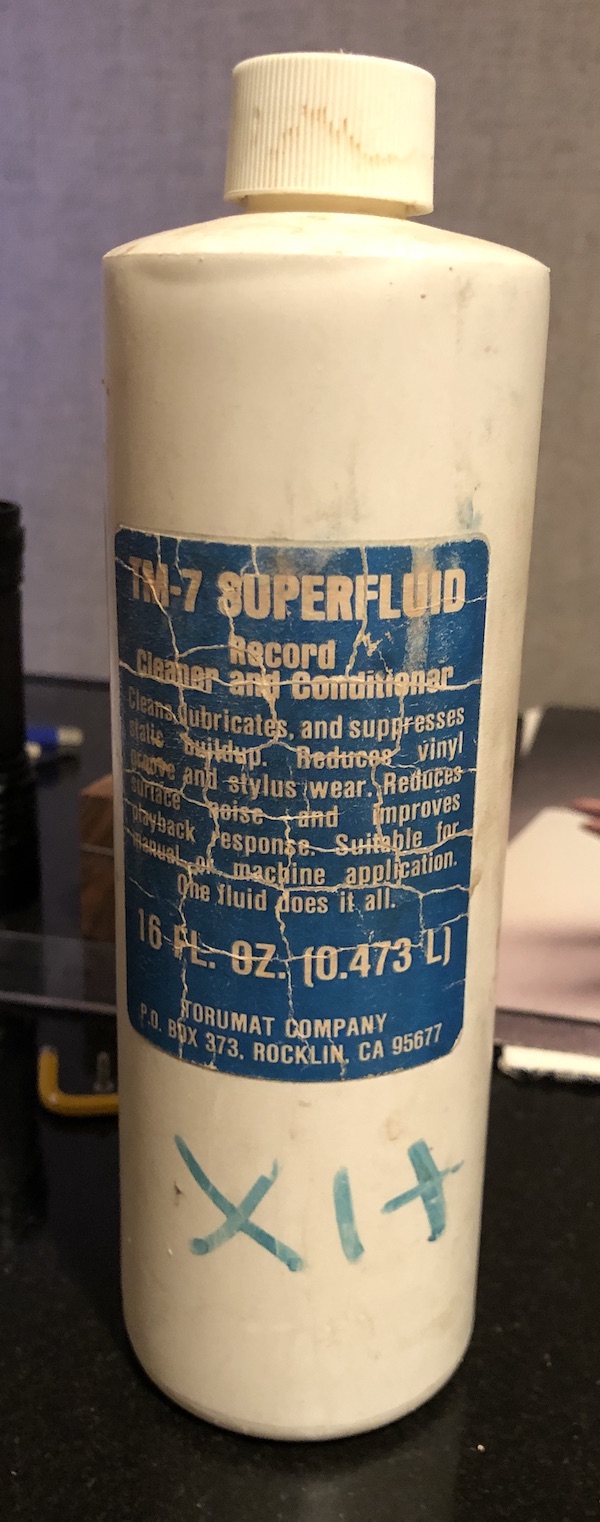 TM-7 SUPERFLUID
Record
Cleaner and Conditioner
Cleans, lubricates, and suppresses
static buildup. Reduces vinyl
groove and stylus wear. Reduces
surface noise and improves
playback response. Suitable for
manual or machine application.
One fluid does it all.
16 FL. OZ. (0.473 L)
TORUMAT COMPANY
P.O. BOX 373, ROCKLIN, CA 95677
X1+